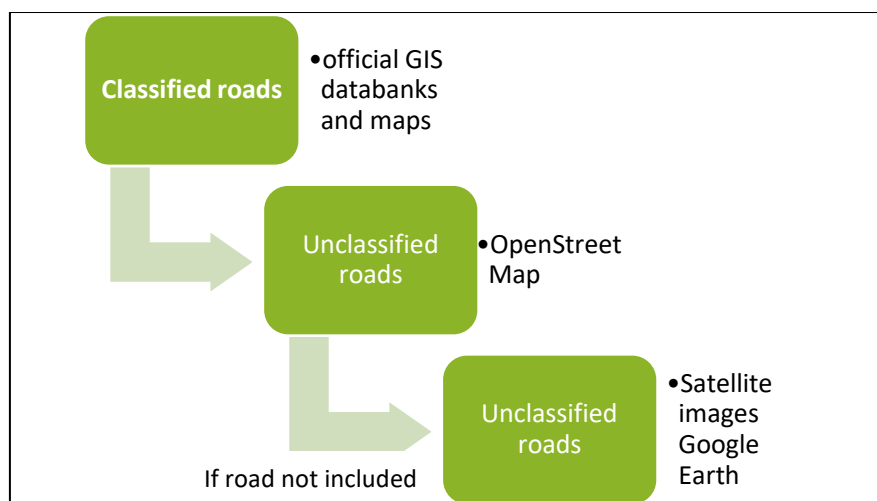 Classified roads
•official GIS
databanks
and maps
Unclassified
roads
•OpenStreet
Map
Unclassified
roads
•Satellite
images
Google
Earth
If road not included